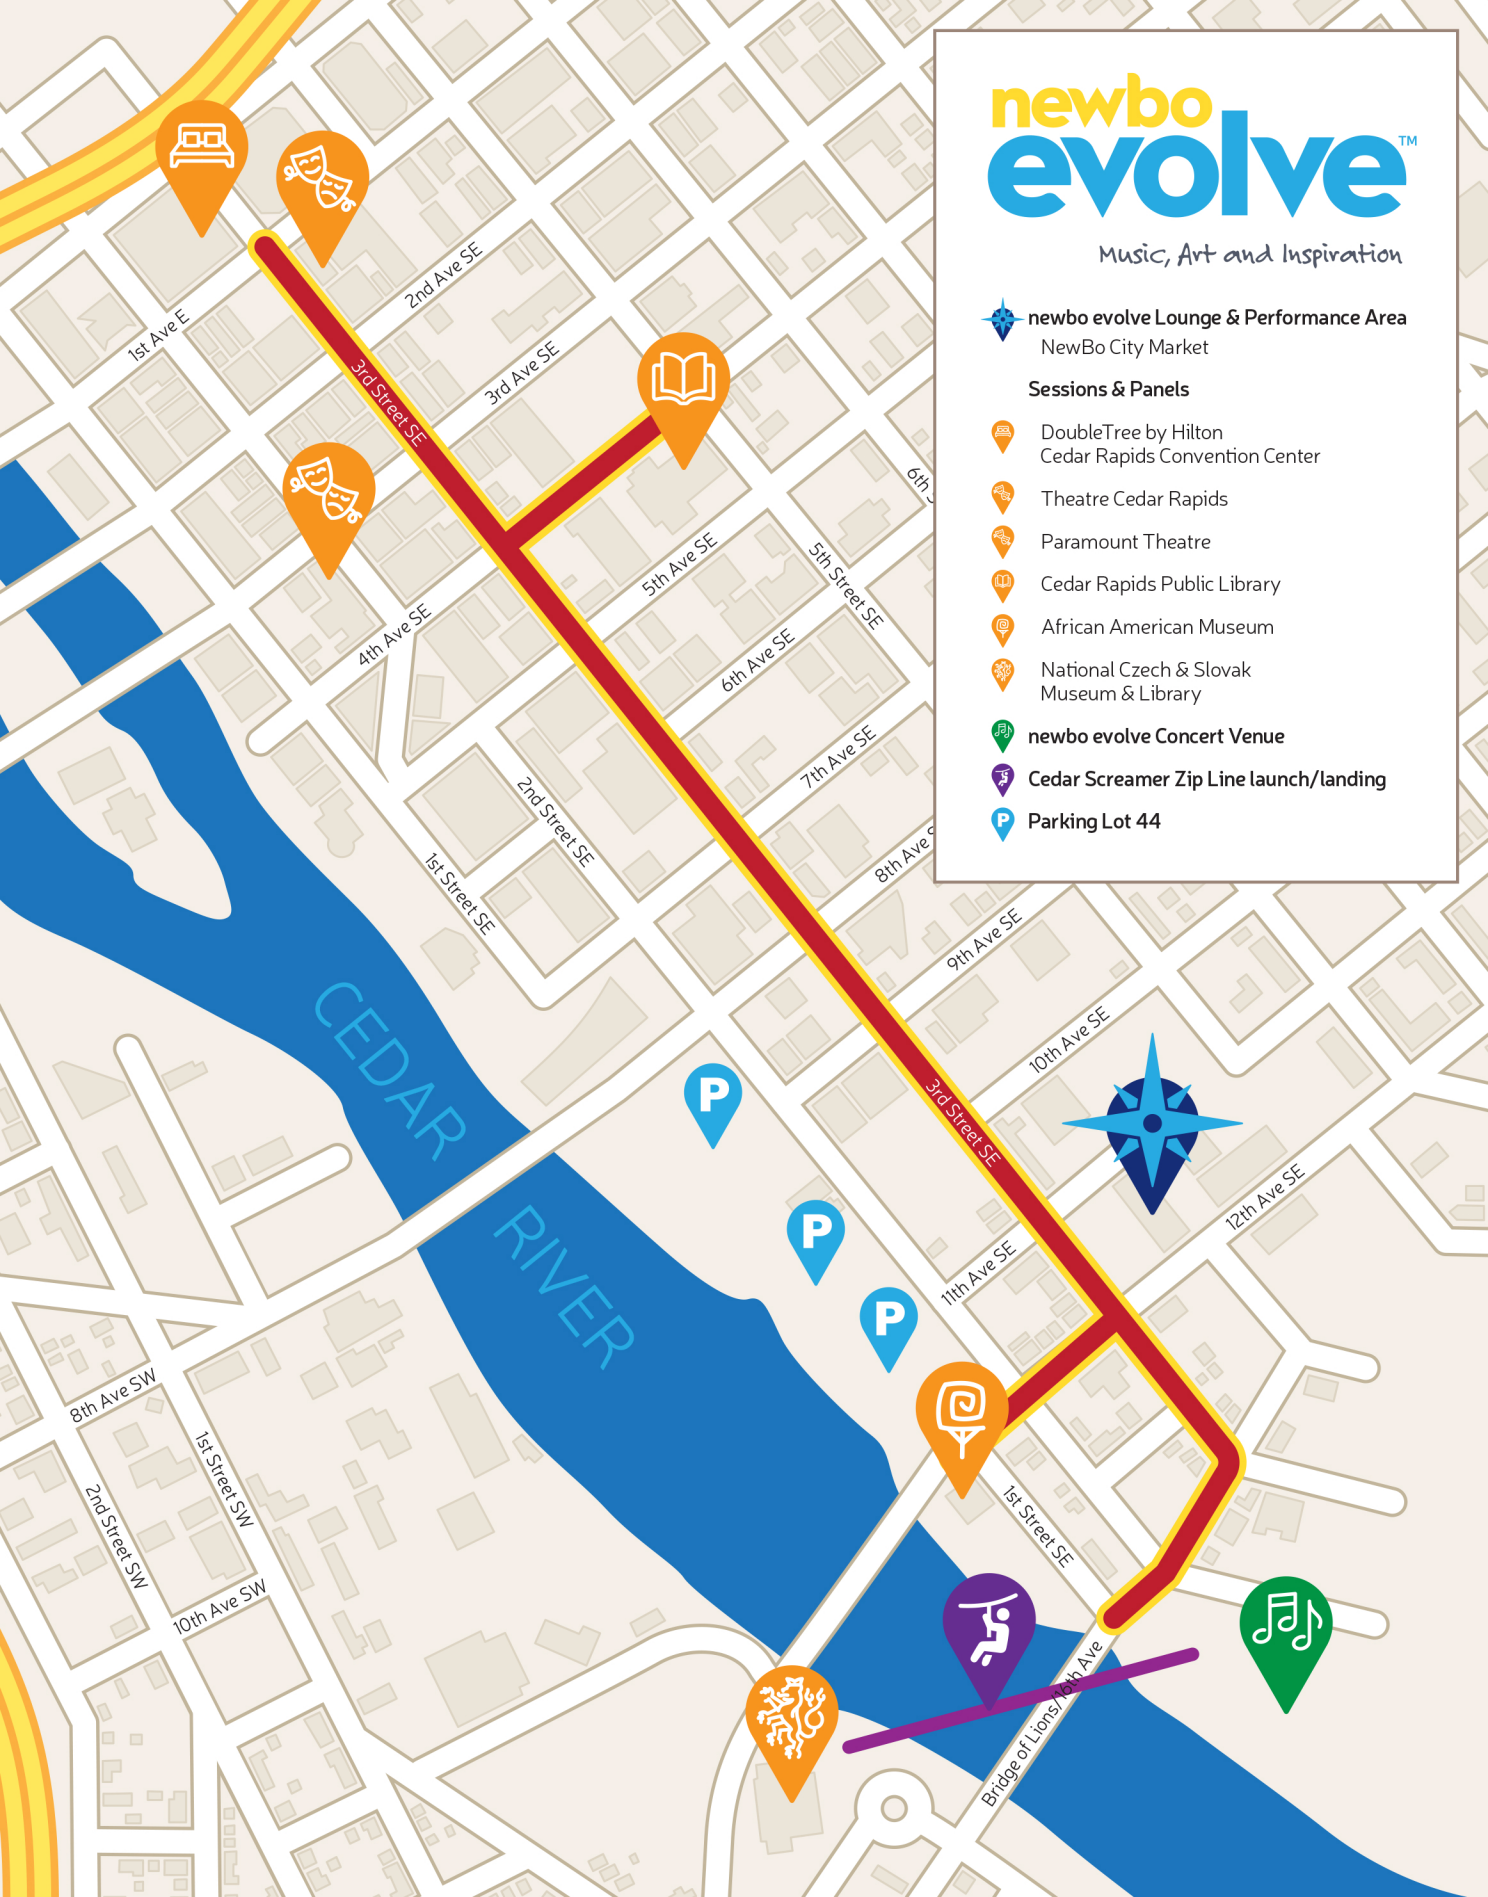 newbo
evolve™
Music, Art and Inspiration
newbo evolve Lounge & Performance Area
NewBo City Market
Sessions & Panels
DoubleTree by Hilton
Cedar Rapids Convention Center
Theatre Cedar Rapids
Paramount Theatre
Cedar Rapids Public Library
African American Museum
National Czech & Slovak
Museum & Library
newbo evolve Concert Venue
Cedar Screamer Zip Line launch/landing
P
Parking Lot 44
2nd Ave SE
1st Ave E
3rd Ave SE
3rd Street SE
6th
5th Ave SE
5th Street SE
4th Ave SE
6th Ave SE
7th Ave SE
2nd Street SE
8th Ave S
1st Street SE
9th Ave SE
CEDAR
RIVER
10th Ave SE
P
3rd Street SE
12th Ave SE
P
11th Ave SE
P
8th Ave SW
1st Street SW
2nd Street SW
1st Street SE
10th Ave SW
Bridge of Lions/16th Ave